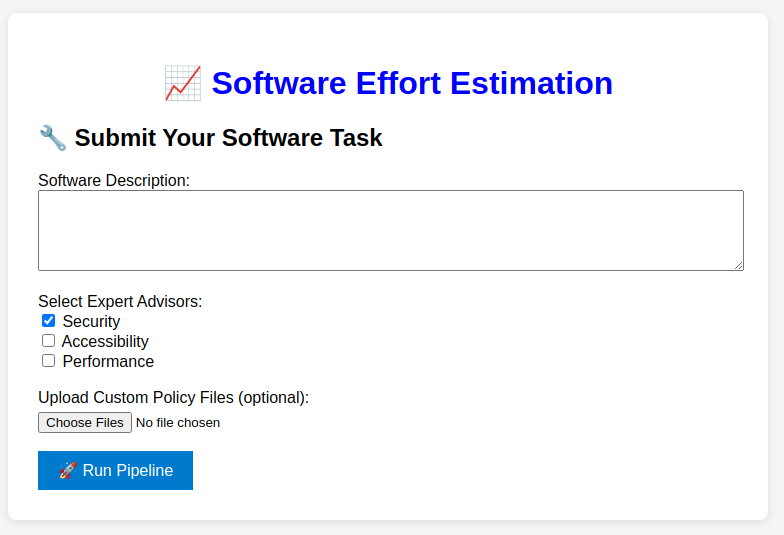 📈 Software Effort Estimation
🔧 Submit Your Software Task
Software Description:
Select Expert Advisors:
Security
Accessibility
Performance
Upload Custom Policy Files (optional):
Choose Files No file chosen
🚀 Run Pipeline